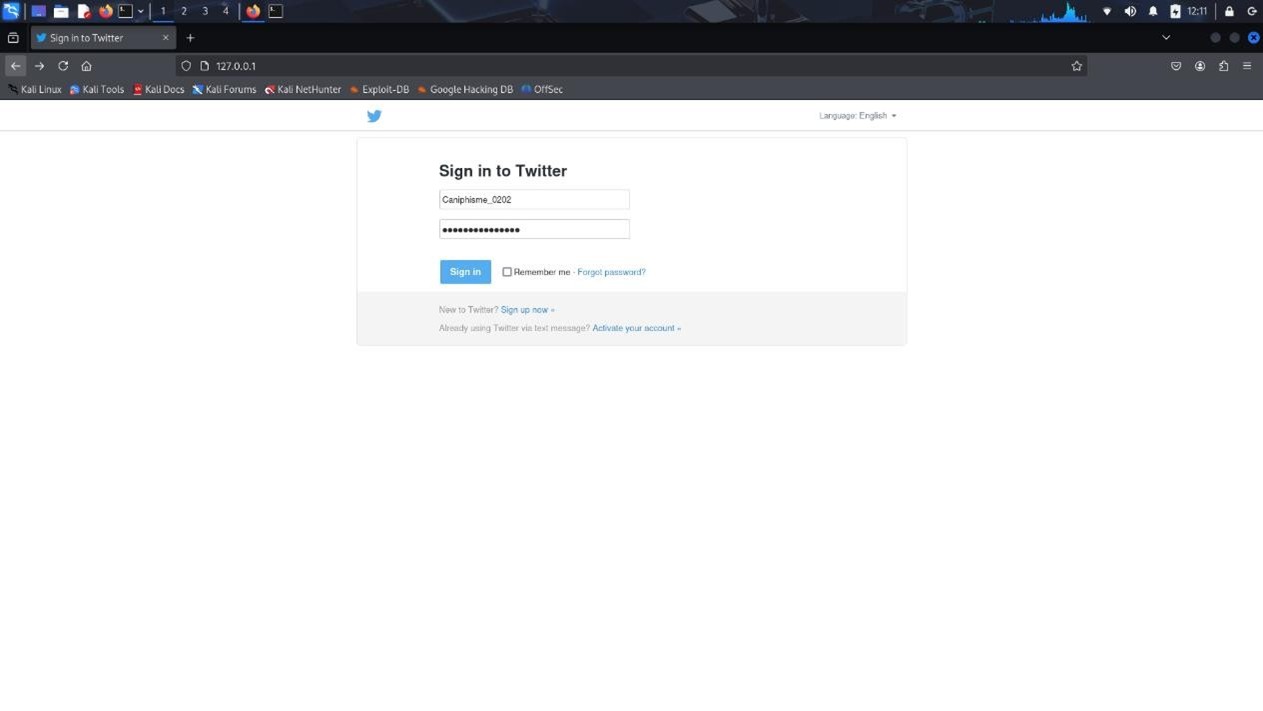 1 2 3 4 12:11
Sign in to Twitter
127.0.0.1
Kali Linux Kali Tools Kali Docs Kali Forums Kali NetHunter Exploit-DB Google Hacking DB OffSec
Language: English
Sign in to Twitter
Caniphisme_0202
Sign in Remember me · Forgot password?
New to Twitter? Sign up now »
Already using Twitter via text message? Activate your account »